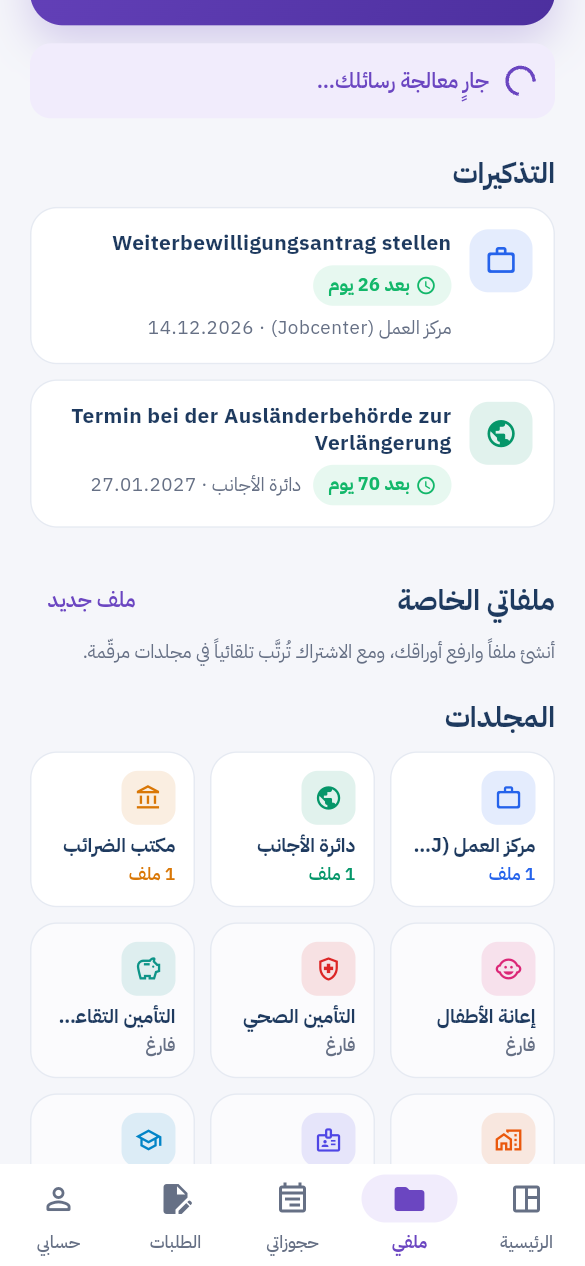 جارٍ معالجة رسائلك...
التذكيرات
Weiterbewilligungsantrag stellen
بعد 26 يوم
مركز العمل (Jobcenter) · 14.12.2026
Termin bei der Ausländerbehörde zur
Verlängerung
بعد 70 يوم
دائرة الأجانب · 27.01.2027
ملفاتي الخاصة
ملف جديد
أنشئ ملفاً وارفع أوراقك، ومع الاشتراك تُرتَّب تلقائياً في مجلدات مرقّمة.
المجلدات
مركز العمل (J...
1 ملف
دائرة الأجانب
1 ملف
مكتب الضرائب
1 ملف
إعانة الأطفال
فارغ
التأمين الصحي
فارغ
التأمين التقاعد...
فارغ
الرئيسية
ملفي
حجوزاتي
الطلبات
حسابي